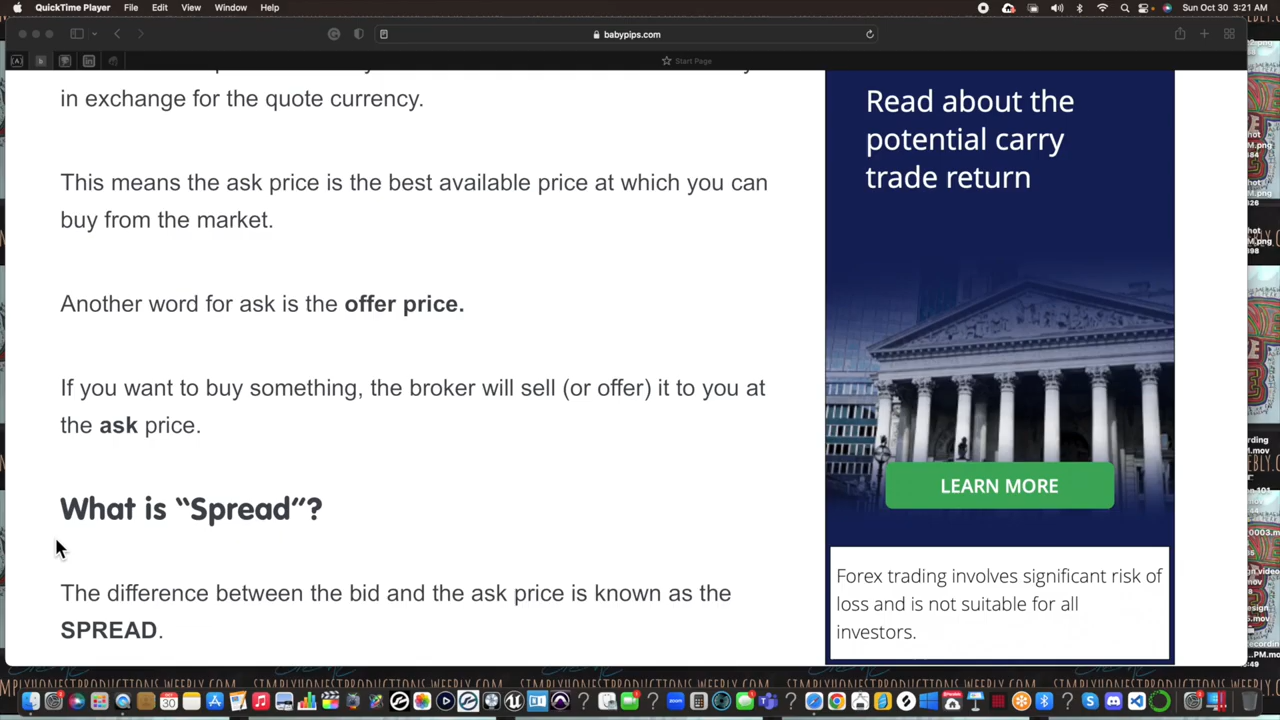 QuickTime Player File Edit View Window Help
Sun Oct 30 3:21 AM
babypips.com
Start Page
in exchange for the quote currency.
This means the ask price is the best available price at which you can
buy from the market.
Another word for ask is the offer price.
If you want to buy something, the broker will sell (or offer) it to you at
the ask price.
What is “Spread”?
The difference between the bid and the ask price is known as the
SPREAD.
Read about the
potential carry
trade return
LEARN MORE
Forex trading involves significant risk of
loss and is not suitable for all
investors.